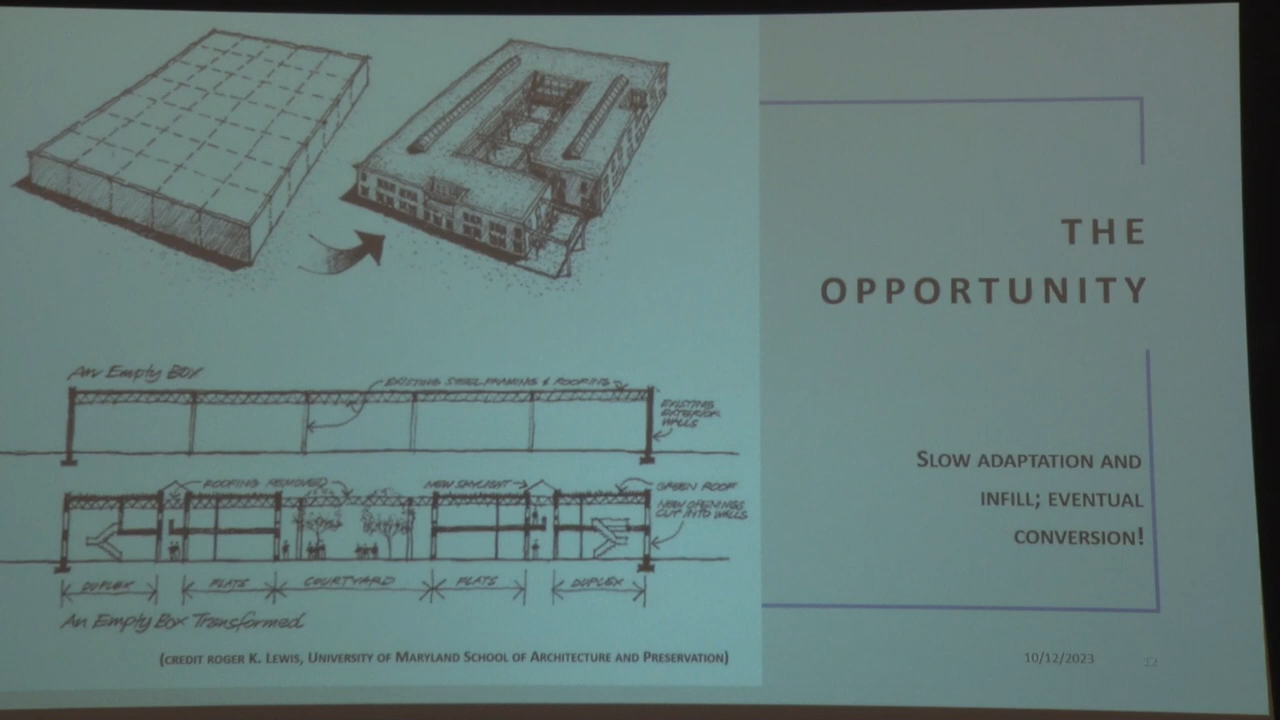 An Empty Box
EXISTING STEEL FRAMING & ROOFING
EXISTING
EXTERIOR
WALLS
ROOFING REMOVED
NEW SKYLIGHT
GREEN ROOF
NEW OPENINGS
CUT INTO WALLS
DUPLEX
FLATS
COURTYARD
FLATS
DUPLEX
An Empty Box Transformed
(CREDIT ROGER K. LEWIS, UNIVERSITY OF MARYLAND SCHOOL OF ARCHITECTURE AND PRESERVATION)
THE
OPPORTUNITY
SLOW ADAPTATION AND
INFILL; EVENTUAL
CONVERSION!
10/12/2023
12